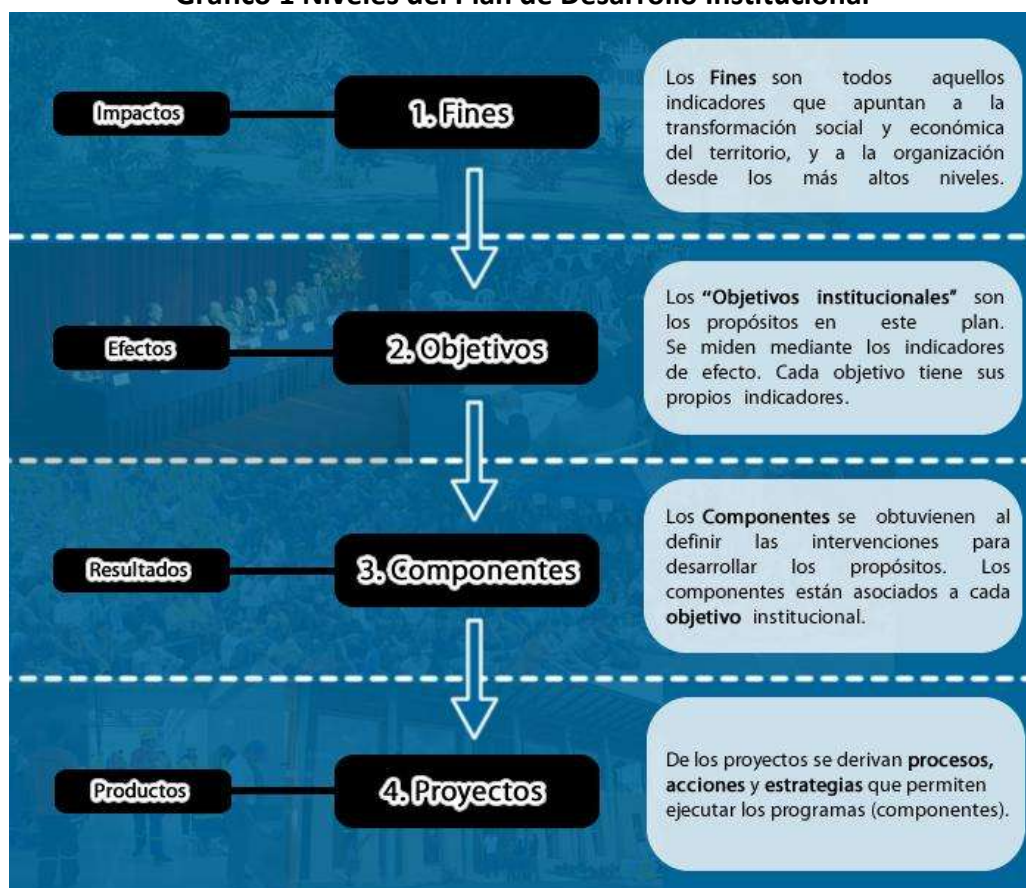 Gráfico 1 Niveles del Plan de Desarrollo Institucional
Impactos
1. Fines
Los Fines son todos aquellos
indicadores que apuntan a la
transformación social y económica
del territorio, y a la organización
desde los más altos niveles.
Efectos
2. Objetivos
Los “Objetivos institucionales” son
los propósitos en este plan.
Se miden mediante los indicadores
de efecto. Cada objetivo tiene sus
propios indicadores.
Resultados
3. Componentes
Los Componentes se obtuvienen al
definir las intervenciones para
desarrollar los propósitos. Los
componentes están asociados a cada
objetivo institucional.
Productos
4. Proyectos
De los proyectos se derivan procesos,
acciones y estrategias que permiten
ejecutar los programas (componentes).